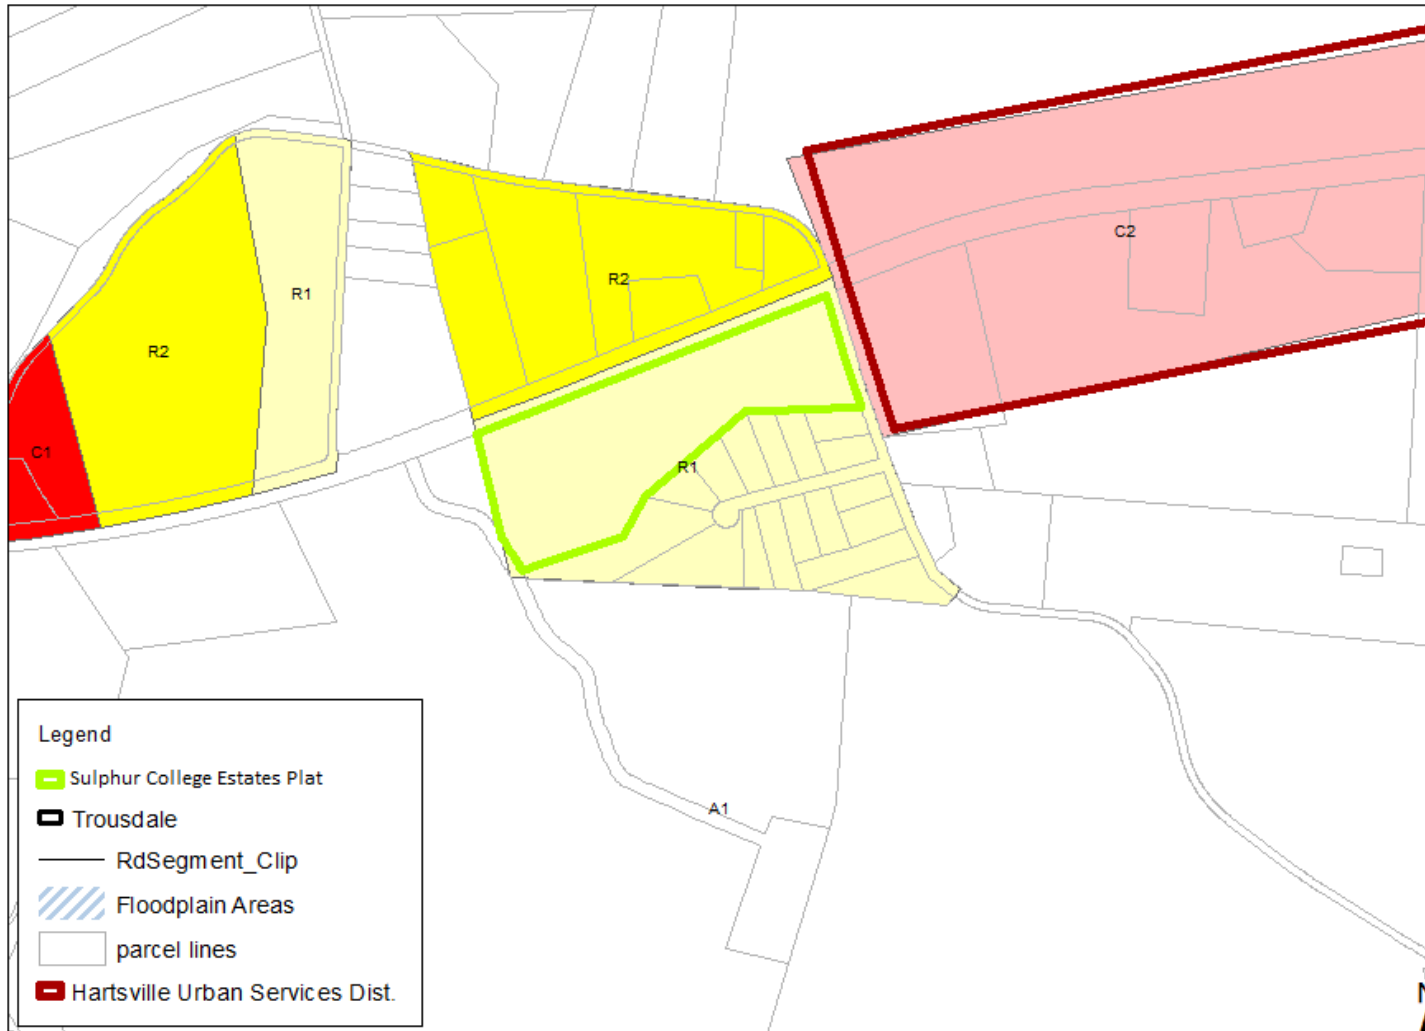 C2
R2
R1
R2
C1
R1
A1
Legend
Sulphur College Estates Plat
Trousdale
RdSegment_Clip
Floodplain Areas
parcel lines
Hartsville Urban Services Dist.